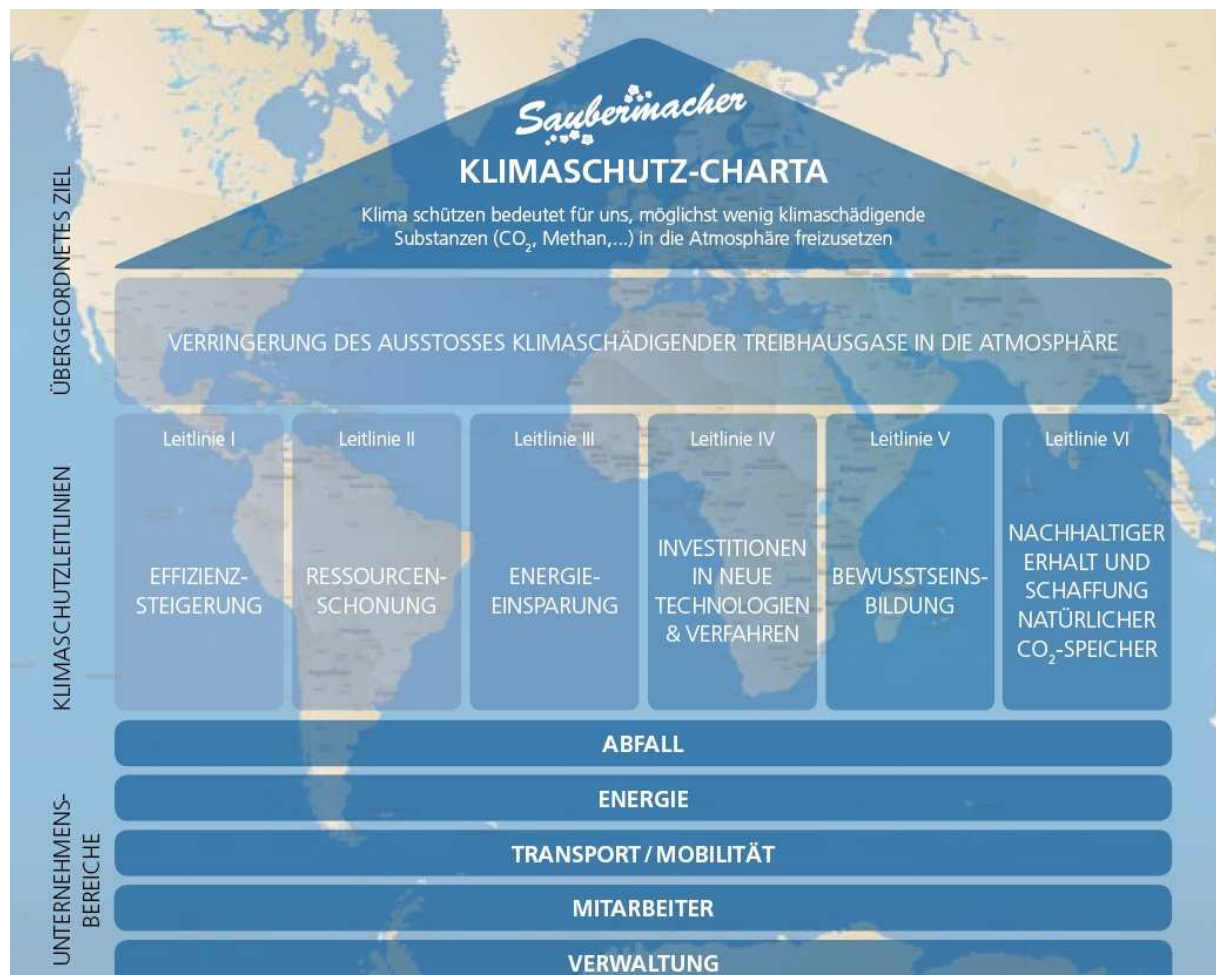 Saubermacher
KLIMASCHUTZ-CHARTA
Klima schützen bedeutet für uns, möglichst wenig klimaschädigende
Substanzen (CO₂, Methan,...) in die Atmosphäre freizusetzen
ÜBERGEORDNETES ZIEL
VERRINGERUNG DES AUSSTOSSES KLIMASCHÄDIGENDER TREIBHAUSGASE IN DIE ATMOSPHÄRE
KLIMASCHUTZLEITLINIEN
Leitlinie I
EFFIZIENZ-
STEIGERUNG
Leitlinie II
RESSOURCEN-
SCHONUNG
Leitlinie III
ENERGIE-
EINSPARUNG
Leitlinie IV
INVESTITIONEN
IN NEUE
TECHNOLOGIEN
& VERFAHREN
Leitlinie V
BEWUSSTSEINS-
BILDUNG
Leitlinie VI
NACHHALTIGER
ERHALT UND
SCHAFFUNG
NATÜRLICHER
CO₂-SPEICHER
UNTERNEHMENS-
BEREICHE
ABFALL
ENERGIE
TRANSPORT / MOBILITÄT
MITARBEITER
VERWALTUNG